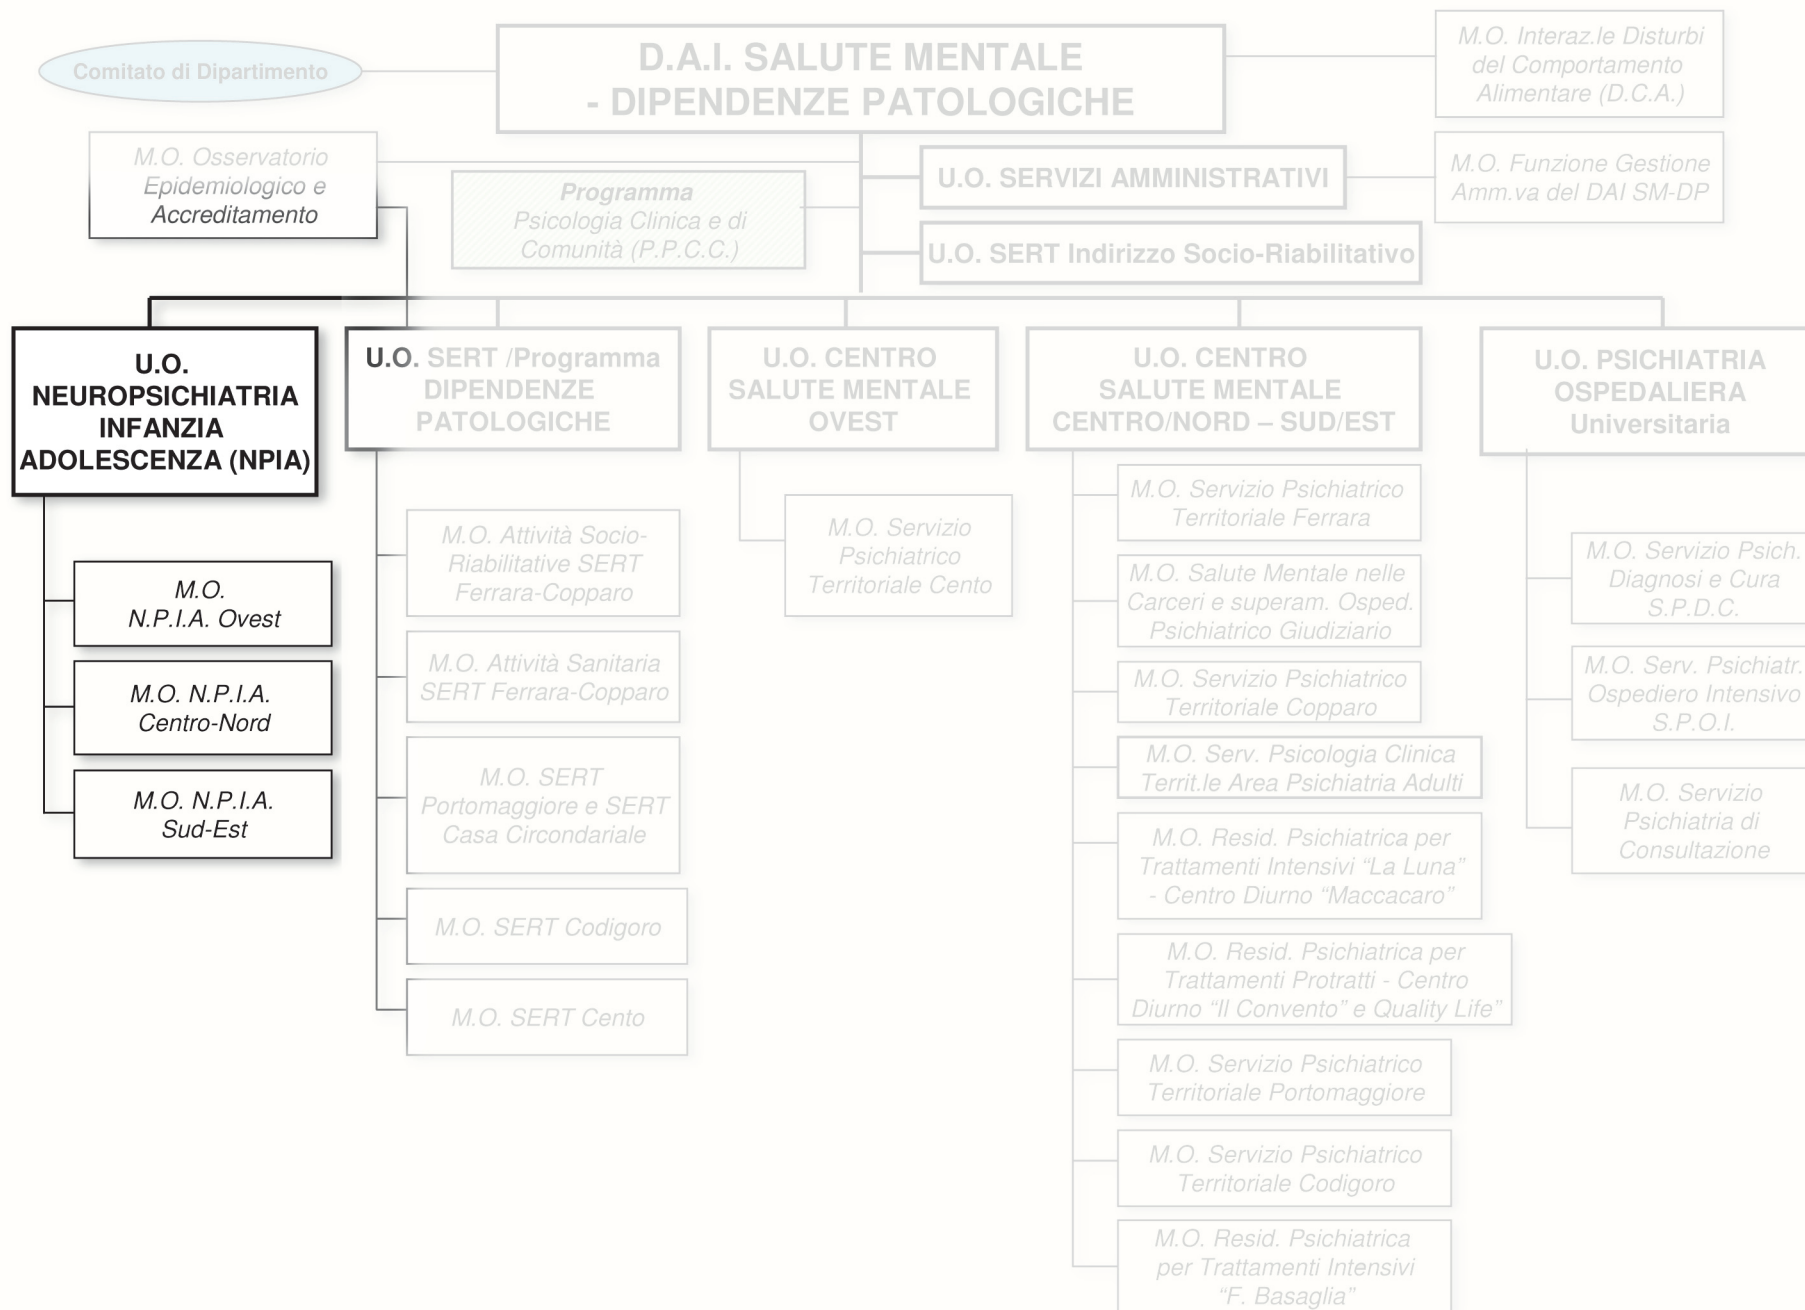 D.A.I. SALUTE MENTALE
- DIPENDENZE PATOLOGICHE
Comitato di Dipartimento
M.O. Interaz.le Disturbi
del Comportamento
Alimentare (D.C.A.)
M.O. Osservatorio
Epidemiologico e
Accreditamento
Programma
Psicologia Clinica e di
Comunità (P.P.C.C.)
U.O. SERVIZI AMMINISTRATIVI
M.O. Funzione Gestione
Amm.va del DAI SM-DP
U.O. SERT Indirizzo Socio-Riabilitativo
U.O.
NEUROPSICHIATRIA
INFANZIA
ADOLESCENZA (NPIA)
M.O.
N.P.I.A. Ovest
M.O. N.P.I.A.
Centro-Nord
M.O. N.P.I.A.
Sud-Est
U.O. SERT /Programma
DIPENDENZE
PATOLOGICHE
M.O. Attività Socio-
Riabilitative SERT
Ferrara-Copparo
M.O. Attività Sanitaria
SERT Ferrara-Copparo
M.O. SERT
Portomaggiore e SERT
Casa Circondariale
M.O. SERT Codigoro
M.O. SERT Cento
U.O. CENTRO
SALUTE MENTALE
OVEST
M.O. Servizio
Psichiatrico
Territoriale Cento
U.O. CENTRO
SALUTE MENTALE
CENTRO/NORD – SUD/EST
M.O. Servizio Psichiatrico
Territoriale Ferrara
M.O. Salute Mentale nelle
Carceri e superam. Osped.
Psichiatrico Giudiziario
M.O. Servizio Psichiatrico
Territoriale Copparo
M.O. Serv. Psicologia Clinica
Territ.le Area Psichiatria Adulti
M.O. Resid. Psichiatrica per
Trattamenti Intensivi “La Luna”
- Centro Diurno “Maccacaro”
M.O. Resid. Psichiatrica per
Trattamenti Protratti - Centro
Diurno “Il Convento” e Quality Life”
M.O. Servizio Psichiatrico
Territoriale Portomaggiore
M.O. Servizio Psichiatrico
Territoriale Codigoro
M.O. Resid. Psichiatrica
per Trattamenti Intensivi
“F. Basaglia”
U.O. PSICHIATRIA
OSPEDALIERA
Universitaria
M.O. Servizio Psich.
Diagnosi e Cura
S.P.D.C.
M.O. Serv. Psichiatr.
Ospediero Intensivo
S.P.O.I.
M.O. Servizio
Psichiatria di
Consultazione